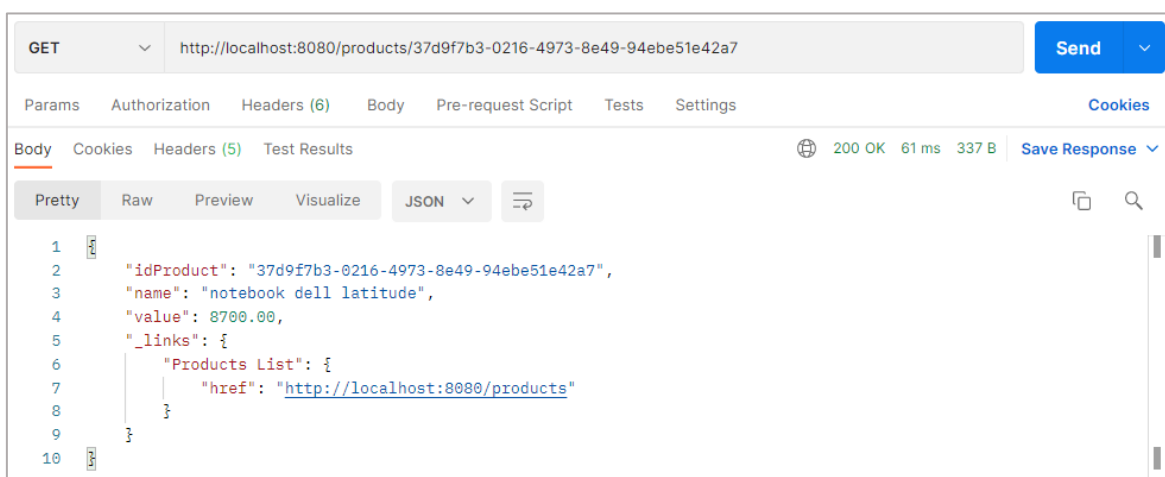 GET http://localhost:8080/products/37d9f7b3-0216-4973-8e49-94ebe51e42a7 Send
Params Authorization Headers (6) Body Pre-request Script Tests Settings Cookies
Body Cookies Headers (5) Test Results 200 OK 61 ms 337 B Save Response
Pretty Raw Preview Visualize JSON
1 {
2 "idProduct": "37d9f7b3-0216-4973-8e49-94ebe51e42a7",
3 "name": "notebook dell latitude",
4 "value": 8700.00,
5 "_links": {
6 "Products List": {
7 "href": "http://localhost:8080/products"
8 }
9 }
10 }